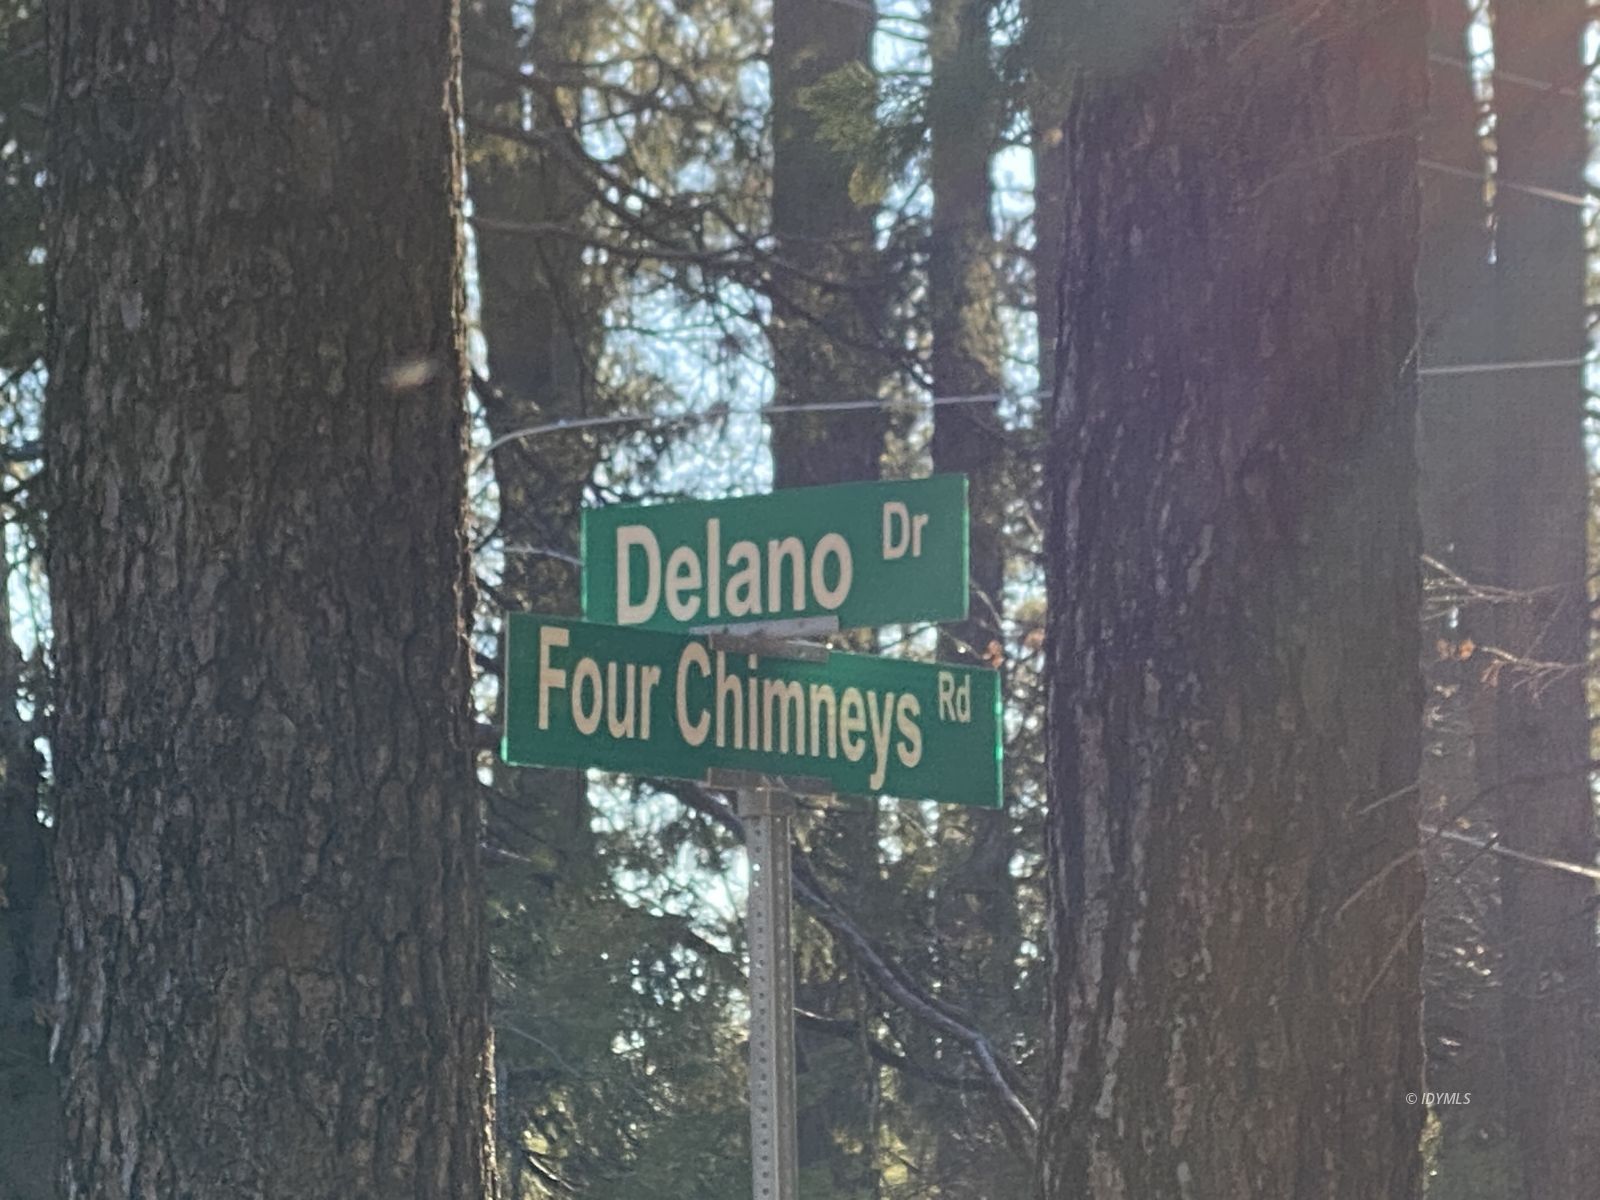 Delano Dr
Four Chimneys Rd
© IDYMLS